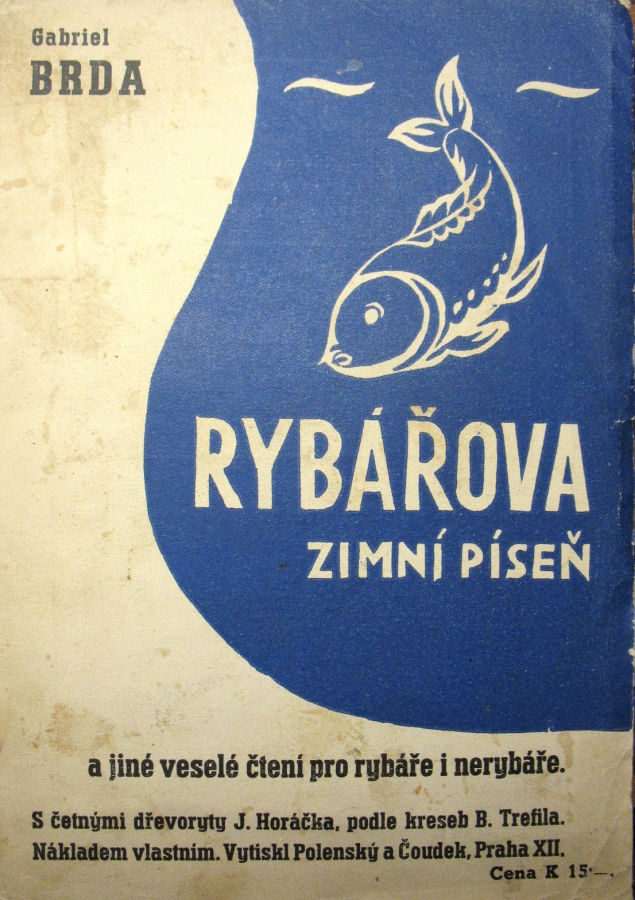 Gabriel
BRDA
RYBÁŘOVA
ZIMNÍ PÍSEŇ
a jiné veselé čtení pro rybáře i nerybáře.
S četnými dřevoryty J. Horáčka, podle kreseb B. Trefila.
Nákladem vlastním. Vytiskl Polenský a Čoudek, Praha XII.
Cena K 15·—.